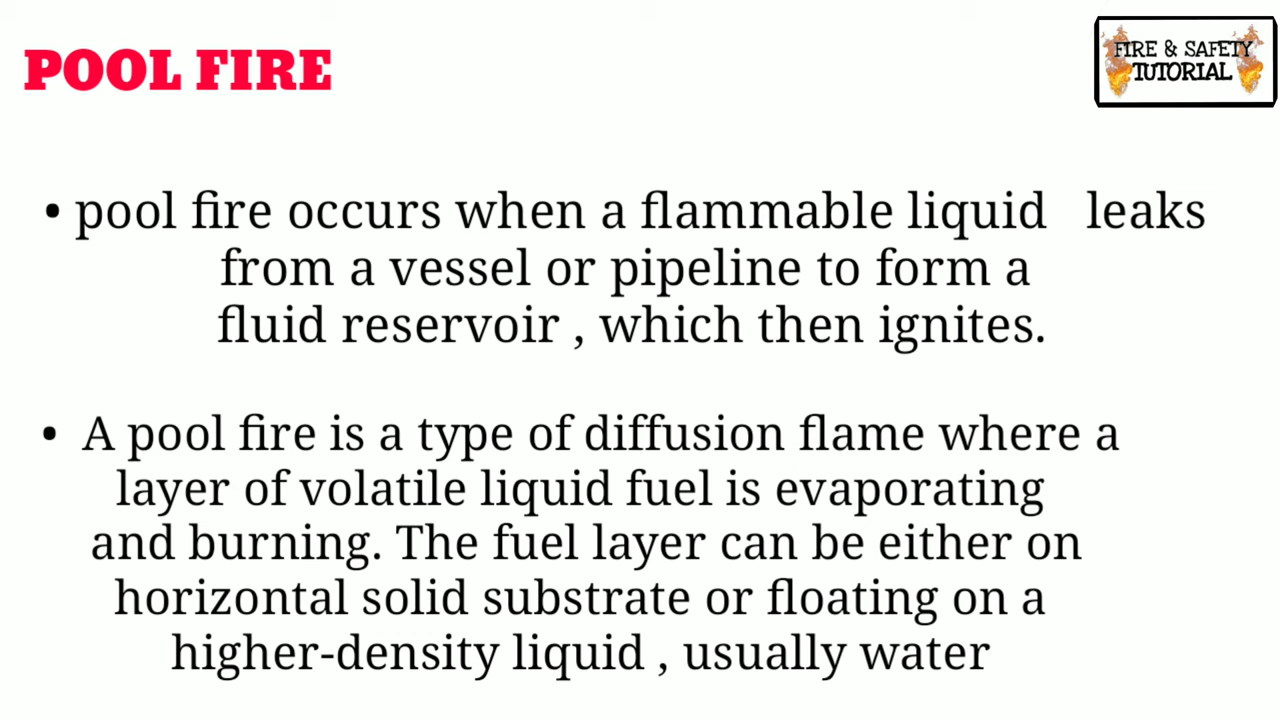 POOL FIRE
FIRE & SAFETY
TUTORIAL
• pool fire occurs when a flammable liquid leaks
from a vessel or pipeline to form a
fluid reservoir , which then ignites.
• A pool fire is a type of diffusion flame where a
layer of volatile liquid fuel is evaporating
and burning. The fuel layer can be either on
horizontal solid substrate or floating on a
higher-density liquid , usually water